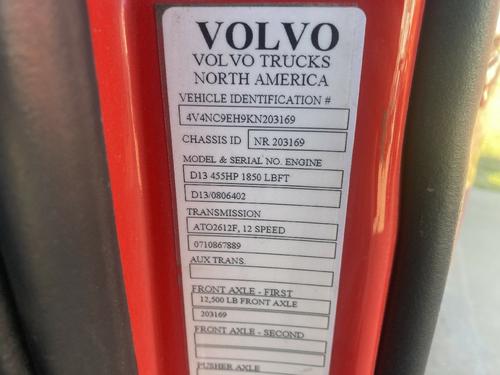 VOLVO
VOLVO TRUCKS
NORTH AMERICA
VEHICLE IDENTIFICATION #
4V4NC9EH9KN203169
CHASSIS ID NR 203169
MODEL & SERIAL NO. ENGINE
D13 455HP 1850 LBFT
D13/0806402
TRANSMISSION
ATO2612F, 12 SPEED
0710867889
AUX TRANS.
FRONT AXLE - FIRST
12,500 LB FRONT AXLE
203169
FRONT AXLE - SECOND
PUSHER AXLE